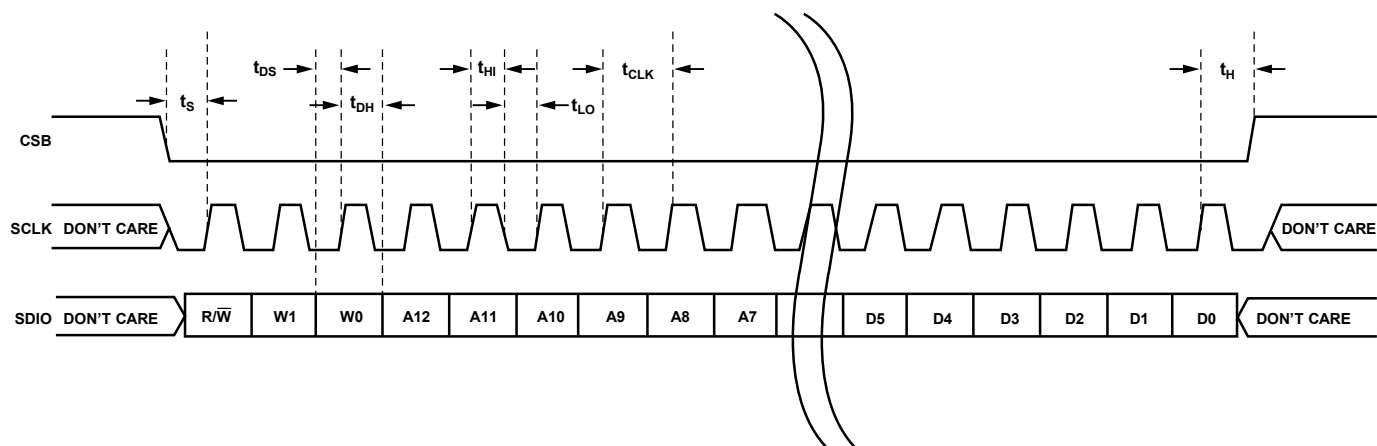 tDS tHI tCLK tH
tS tDH tLO
CSB
SCLK DON'T CARE DON'T CARE
SDIO DON'T CARE R/W̅ W1 W0 A12 A11 A10 A9 A8 A7 D5 D4 D3 D2 D1 D0 DON'T CARE